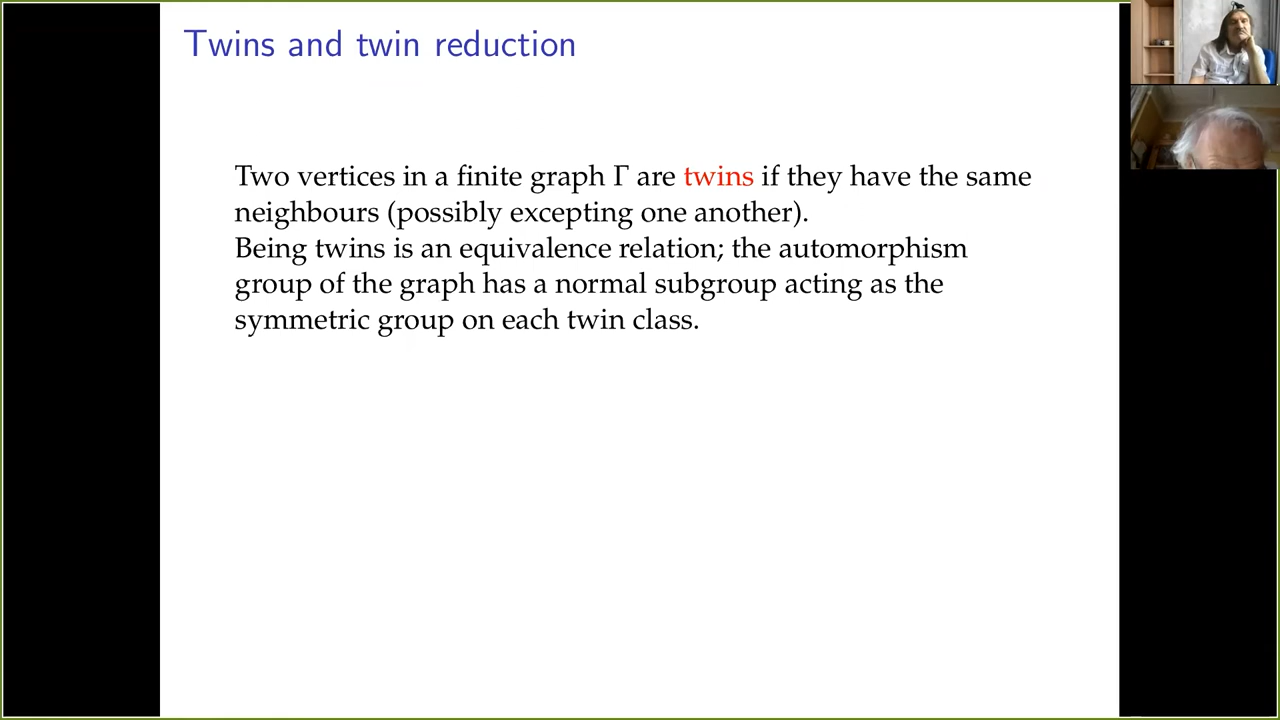 Twins and twin reduction
Two vertices in a finite graph Γ are twins if they have the same
neighbours (possibly excepting one another).
Being twins is an equivalence relation; the automorphism
group of the graph has a normal subgroup acting as the
symmetric group on each twin class.